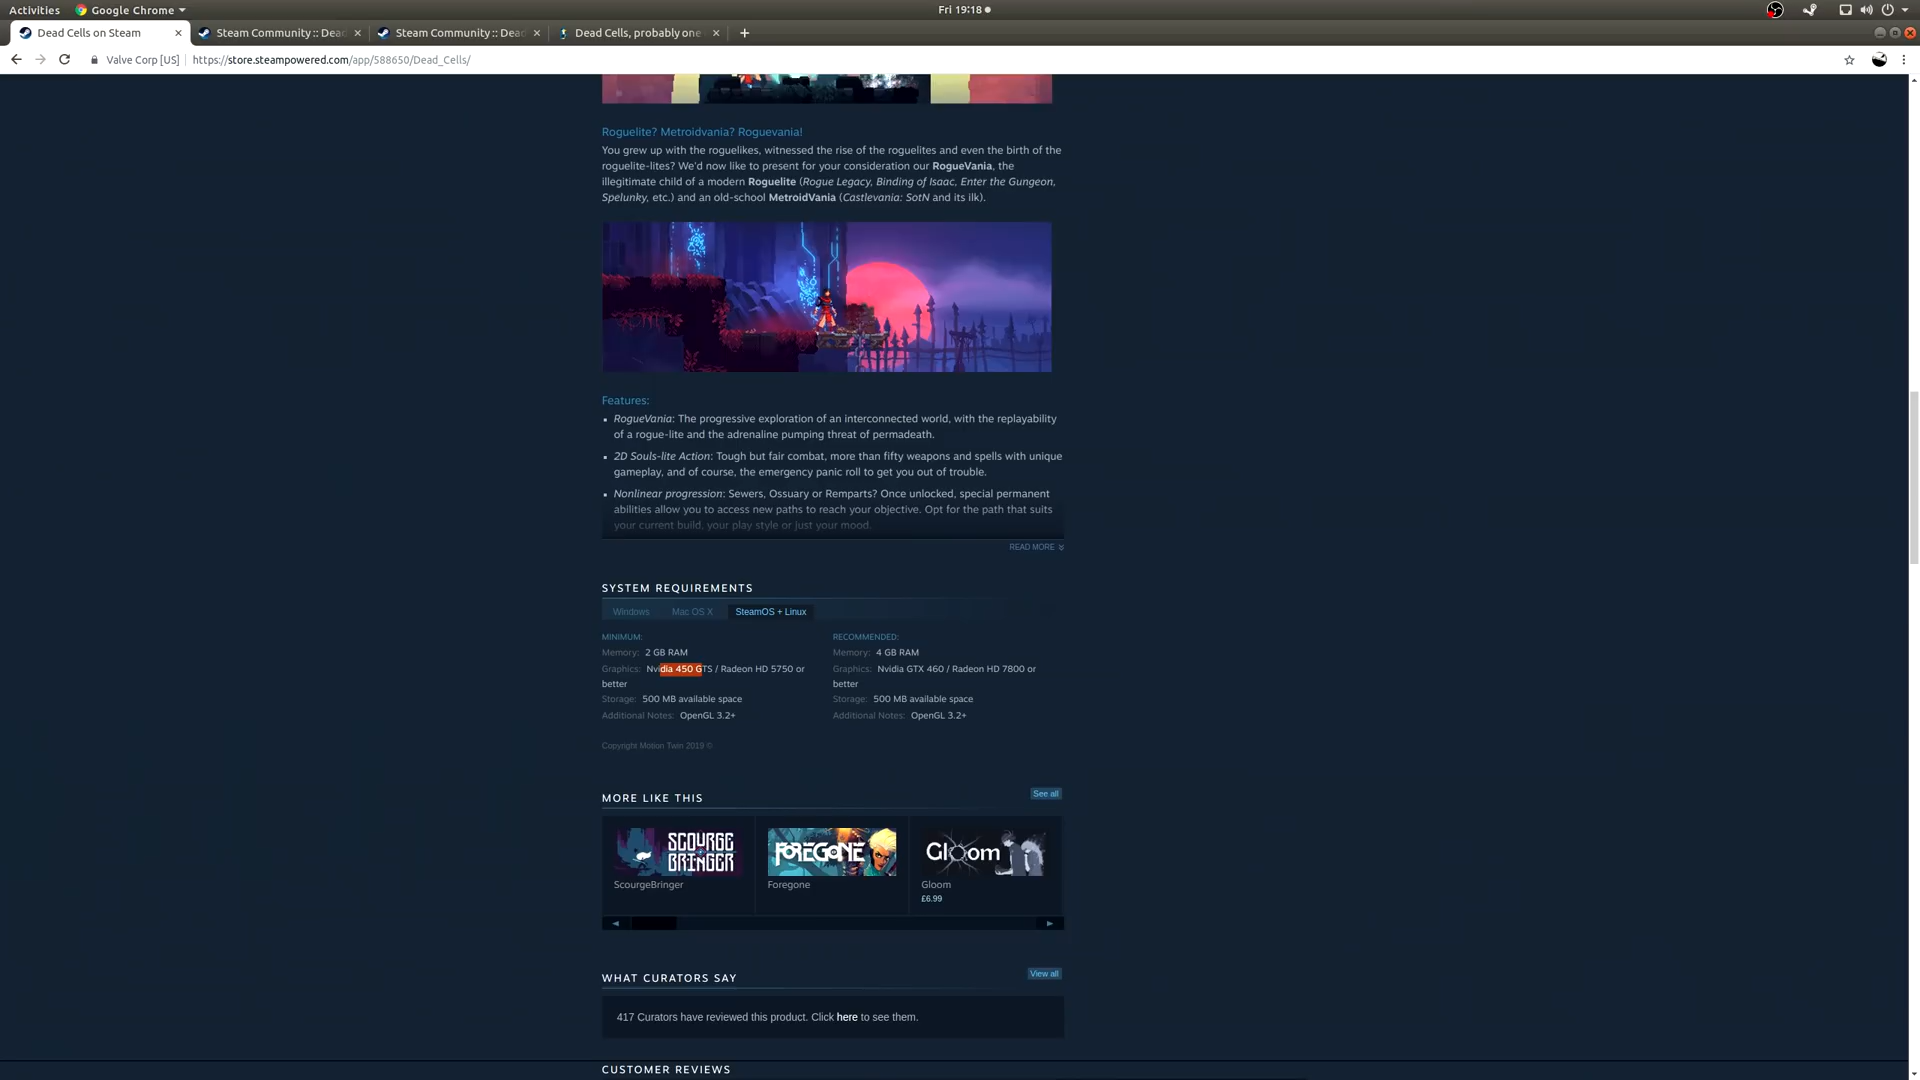 Activities
Google Chrome
Fri 19:18
Dead Cells on Steam
Steam Community :: Dead
Steam Community :: Dead
Dead Cells, probably one
Valve Corp [US]
https://store.steampowered.com/app/588650/Dead_Cells/
Roguelite? Metroidvania? Roguevania!
You grew up with the roguelikes, witnessed the rise of the roguelites and even the birth of the
roguelite-lites? We'd now like to present for your consideration our RogueVania, the
illegitimate child of a modern Roguelite (Rogue Legacy, Binding of Isaac, Enter the Gungeon,
Spelunky, etc.) and an old-school MetroidVania (Castlevania: SotN and its ilk).
Features:
RogueVania: The progressive exploration of an interconnected world, with the replayability
of a rogue-lite and the adrenaline pumping threat of permadeath.
2D Souls-lite Action: Tough but fair combat, more than fifty weapons and spells with unique
gameplay, and of course, the emergency panic roll to get you out of trouble.
Nonlinear progression: Sewers, Ossuary or Remparts? Once unlocked, special permanent
abilities allow you to access new paths to reach your objective. Opt for the path that suits
your current build, your play style or just your mood.
READ MORE
SYSTEM REQUIREMENTS
Windows
Mac OS X
SteamOS + Linux
MINIMUM:
Memory: 2 GB RAM
Graphics: Nvidia 450 GTS / Radeon HD 5750 or
better
Storage: 500 MB available space
Additional Notes: OpenGL 3.2+
RECOMMENDED:
Memory: 4 GB RAM
Graphics: Nvidia GTX 460 / Radeon HD 7800 or
better
Storage: 500 MB available space
Additional Notes: OpenGL 3.2+
Copyright Motion Twin 2019 ©
MORE LIKE THIS
See all
SCOURGE
BRINGER
ScourgeBringer
FOREGONE
Foregone
Gloom
Gloom
£6.99
WHAT CURATORS SAY
View all
417 Curators have reviewed this product. Click here to see them.
CUSTOMER REVIEWS